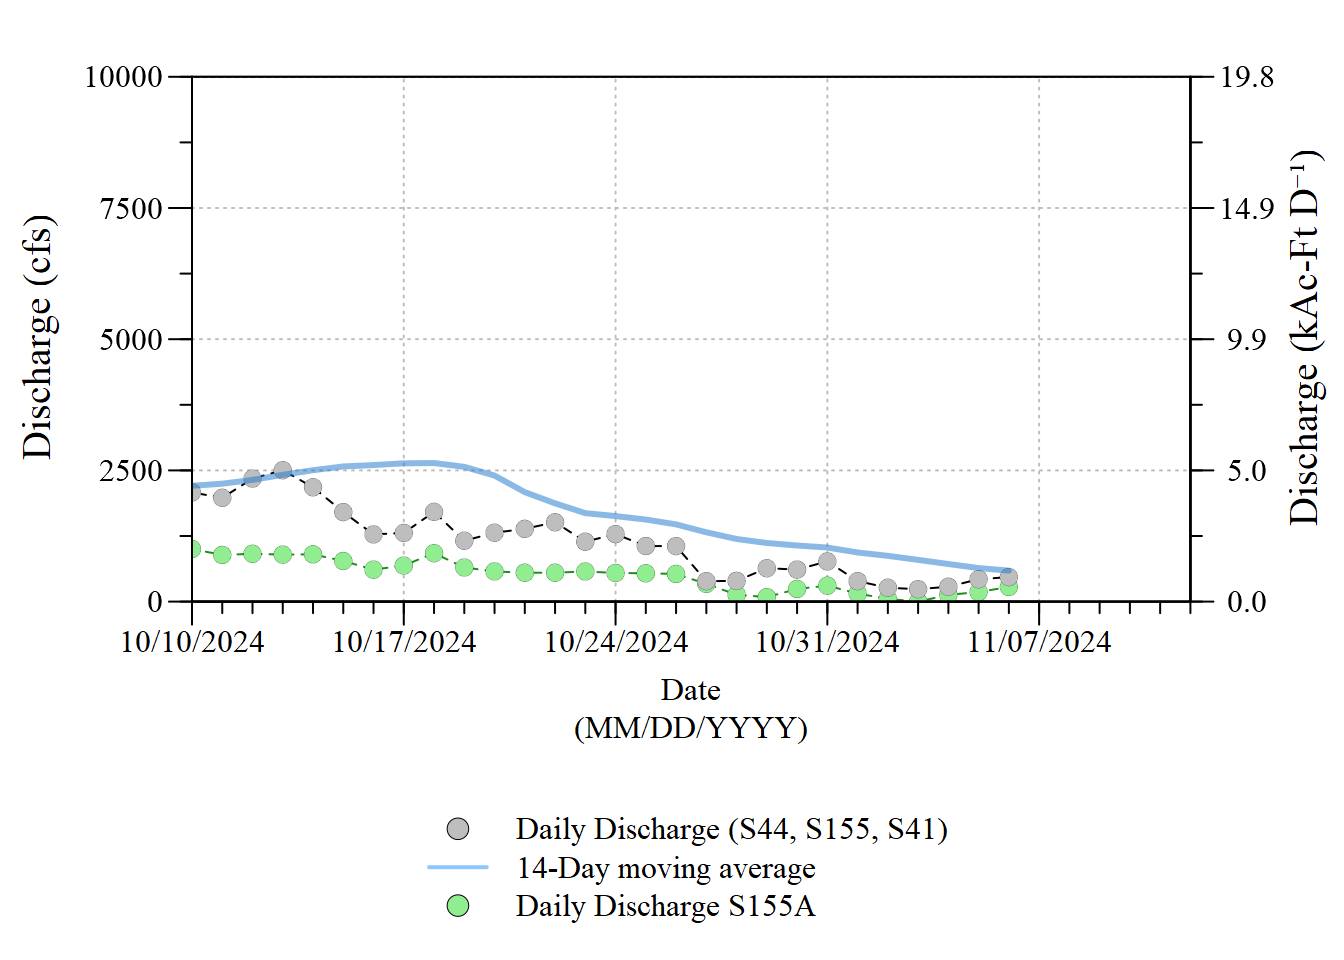 10000
7500
5000
2500
0
Discharge (cfs)
19.8
14.9
9.9
5.0
0.0
Discharge (kAc-Ft D⁻¹)
10/10/2024
10/17/2024
10/24/2024
10/31/2024
11/07/2024
Date
(MM/DD/YYYY)
Daily Discharge (S44, S155, S41)
14-Day moving average
Daily Discharge S155A